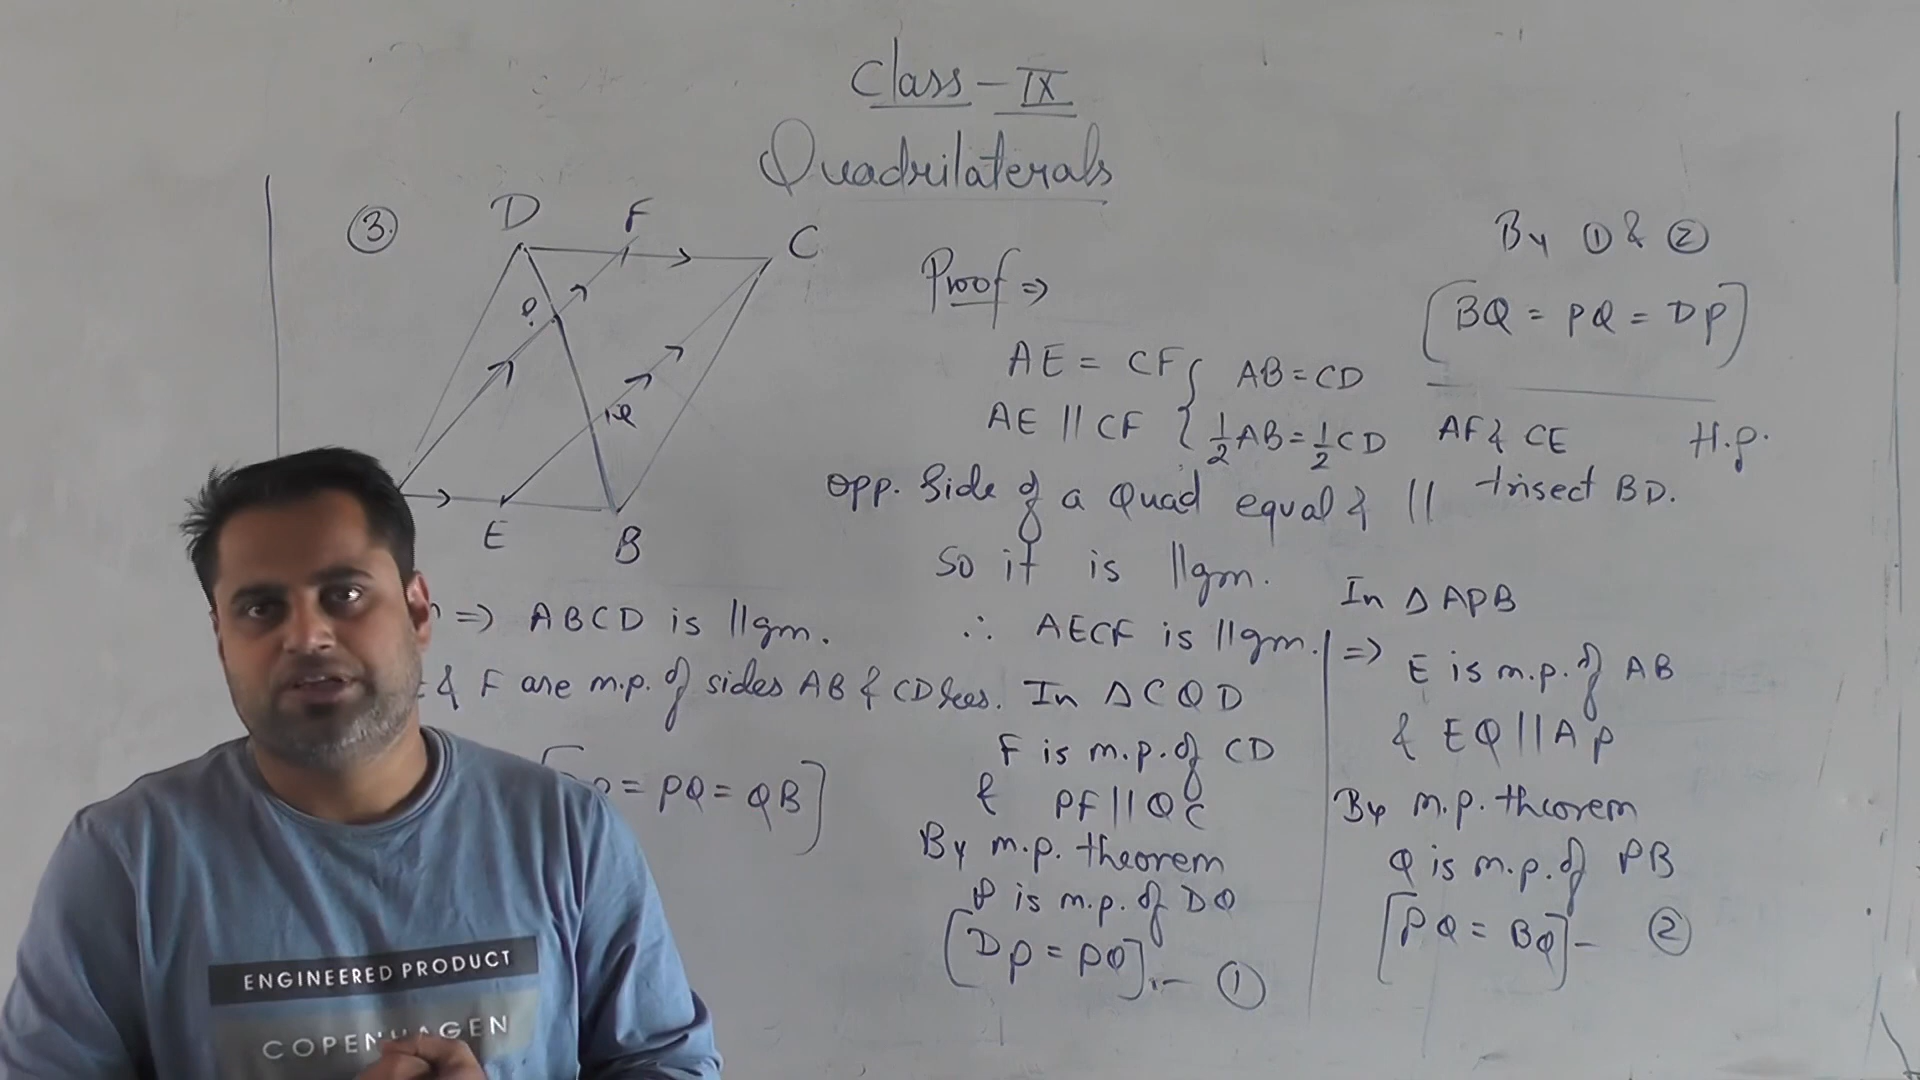 Class - IX
Quadrilaterals
3.
D F C
P
Q
E B
⇒ ABCD is ||gm.
& F are m.p. of sides AB & CD
= PQ = QB]
Proof ⇒
AE = CF { AB = CD
AE || CF { 1/2 AB = 1/2 CD
opp. Side of a Quad equal & ||
So it is ||gm.
∴ AECF is ||gm.
In Δ CQD
F is m.p. of CD
& PF || QC
By m.p. theorem
P is m.p. of DQ
[DP = PQ] - ①
By ① & ②
[BQ = PQ = DP]
AF & CE
trisect BD.
H.p.
In Δ APB
⇒ E is m.p. of AB
& EQ || AP
By m.p. theorem
Q is m.p. of PB
[PQ = BQ] - ②
ENGINEERED PRODUCT
COPENHAGEN